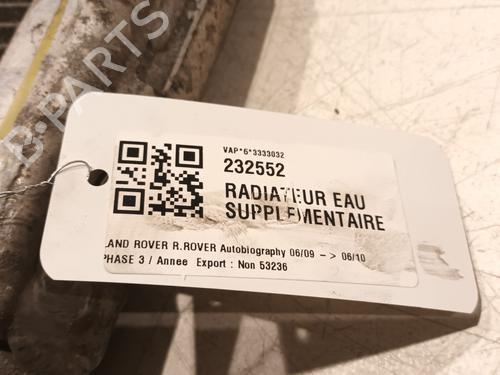 B-PARTS
VAP*6*3333032
232552
RADIATEUR EAU
SUPPLEMENTAIRE
LAND ROVER R.ROVER Autobiography 06/09 -> 06/10
PHASE 3 / Annee Export : Non 53236